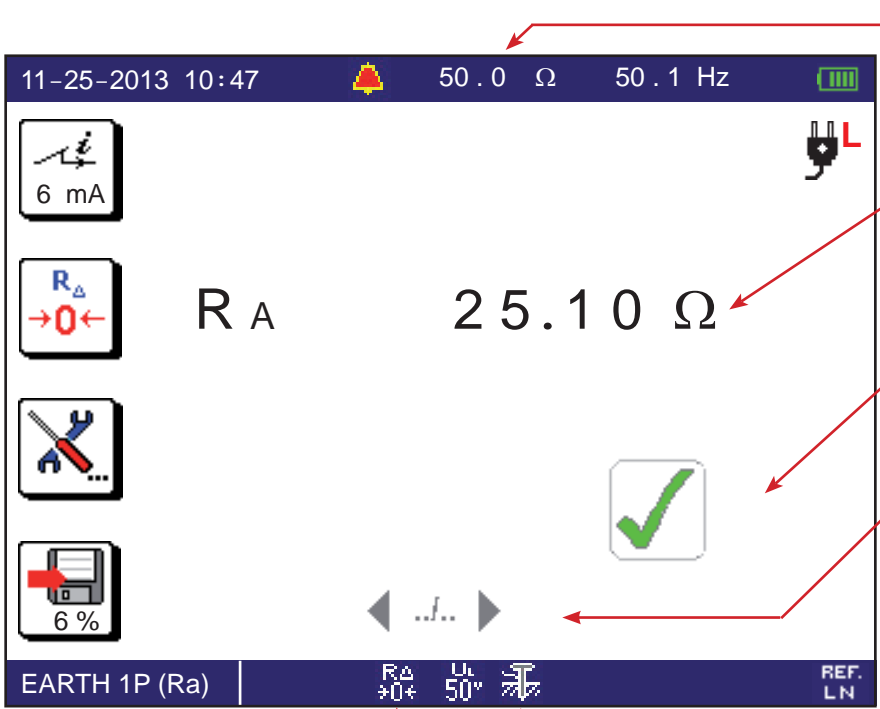 11-25-2013 10:47 50.0 Ω 50.1 Hz
i
6 mA
L
RΔ
→0←
RA 25.10 Ω
...
6 %
../..
EARTH 1P (Ra)
RΔ
→0←
UL
50v
REF.
LN